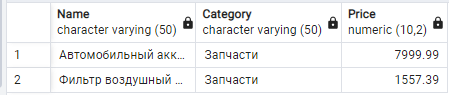 Name Category Price
character varying (50) character varying (50) numeric (10,2)
1 Автомобильный акк... Запчасти 7999.99
2 Фильтр воздушный ... Запчасти 1557.39